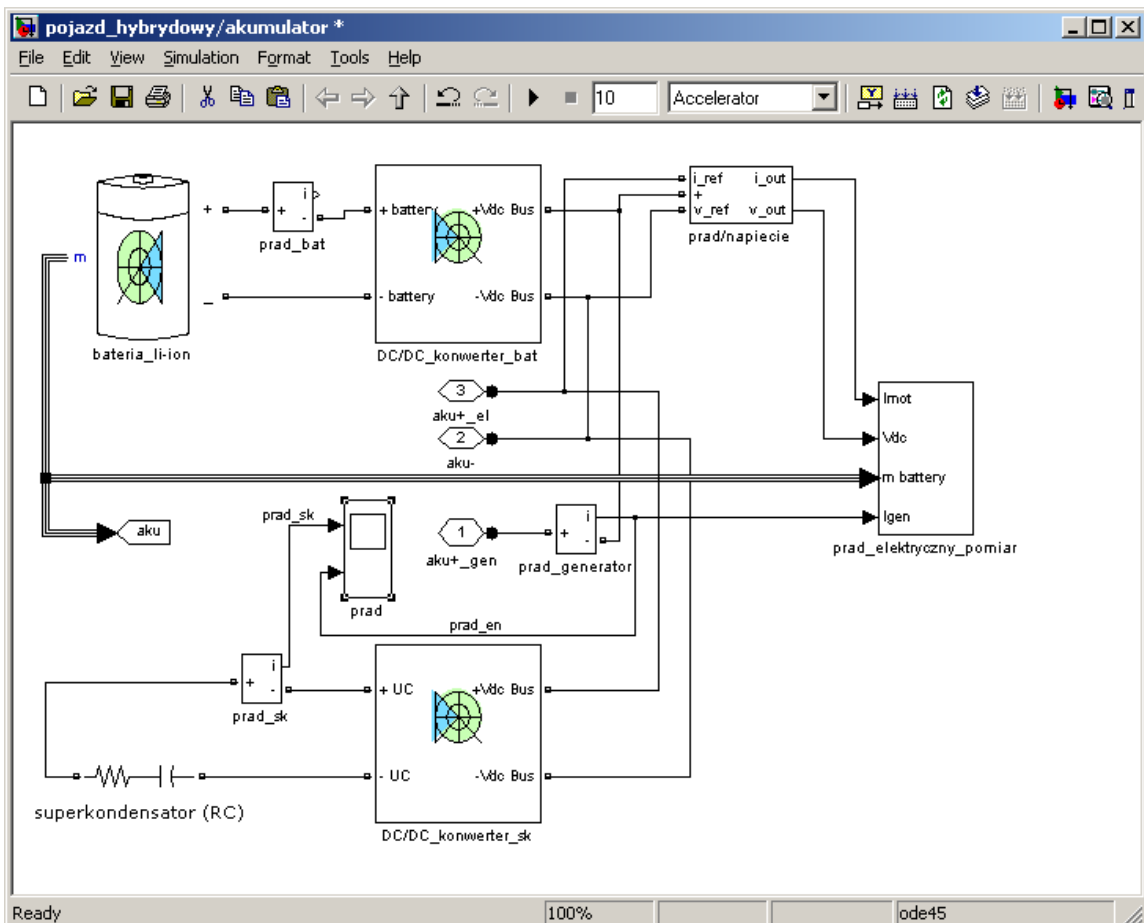 pojazd_hybrydowy/akumulator *
File Edit View Simulation Format Tools Help
10 Accelerator
i_ref i_out
+
v_ref v_out
prad/napiecie
i
+
-
prad_bat
+ battery +Vdc Bus
- battery -Vdc Bus
DC/DC_konwerter_bat
+
m
_
bateria_li-ion
3
aku+_el
2
aku-
Imot
Vdc
m battery
Igen
prad_elektryczny_pomiar
aku
prad_sk
prad
1
aku+_gen
i
+
-
prad_generator
prad_en
i
+
-
prad_sk
+ UC +Vdc Bus
- UC -Vdc Bus
DC/DC_konwerter_sk
superkondensator (RC)
Ready 100% ode45